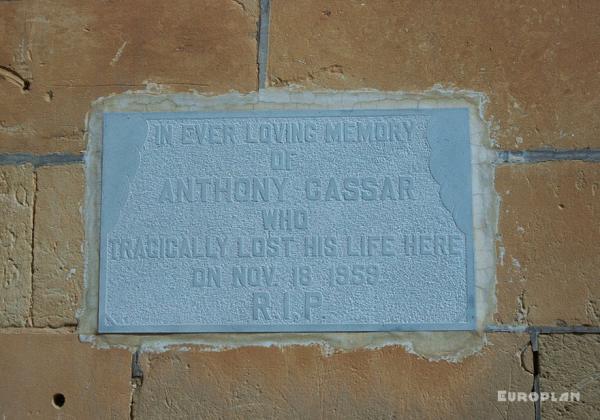 IN EVER LOVING MEMORY
OF
ANTHONY CASSAR
WHO
TRAGICALLY LOST HIS LIFE HERE
ON NOV. 18 1959
R.I.P.
EUROPLAN